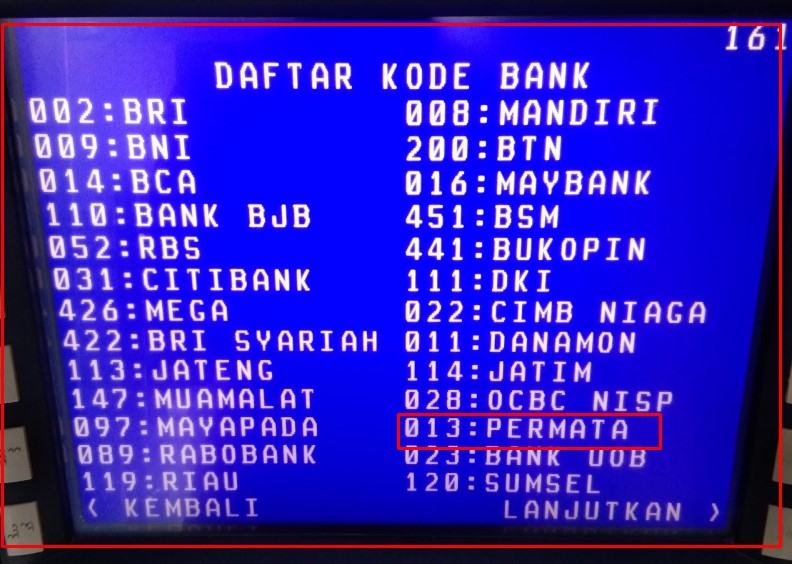 161
DAFTAR KODE BANK
002:BRI 008:MANDIRI
009:BNI 200:BTN
014:BCA 016:MAYBANK
110:BANK BJB 451:BSM
052:RBS 441:BUKOPIN
031:CITIBANK 111:DKI
426:MEGA 022:CIMB NIAGA
422:BRI SYARIAH 011:DANAMON
113:JATENG 114:JATIM
147:MUAMALAT 028:OCBC NISP
097:MAYAPADA 013:PERMATA
089:RABOBANK 023:BANK UOB
119:RIAU 120:SUMSEL
< KEMBALI LANJUTKAN >